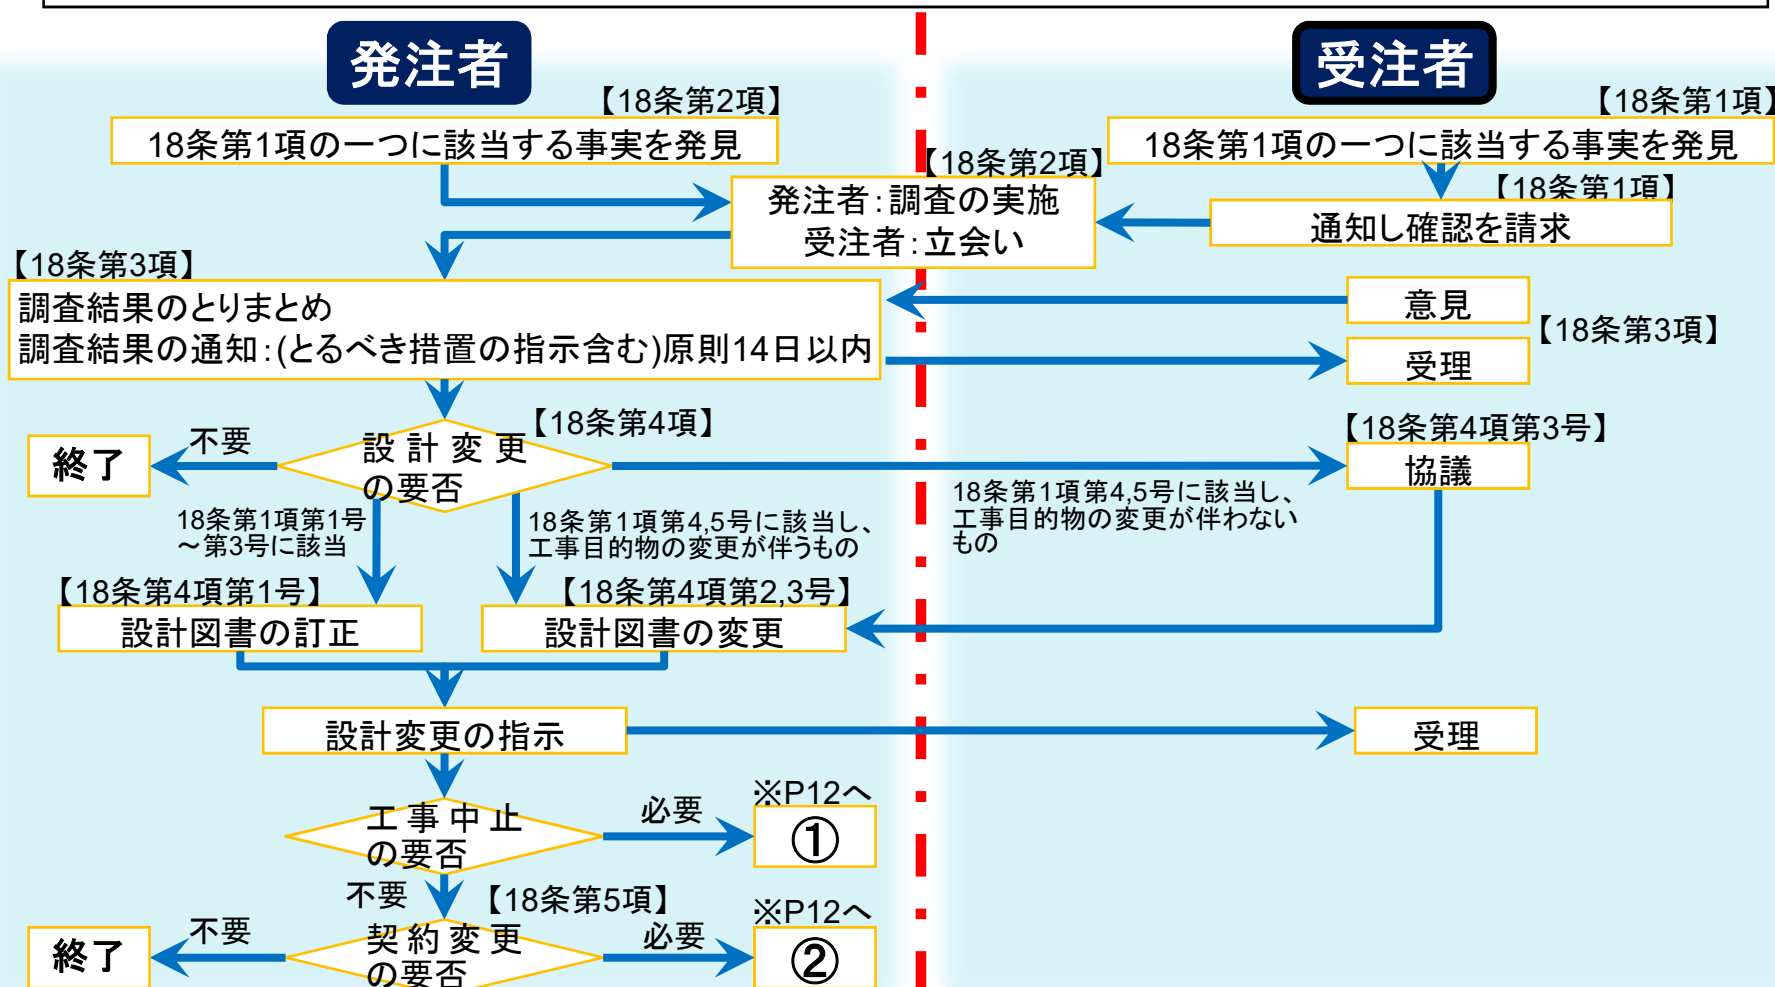 発注者
受注者
【18条第2項】
18条第1項の一つに該当する事実を発見
【18条第1項】
18条第1項の一つに該当する事実を発見
【18条第2項】
発注者：調査の実施
受注者：立会い
【18条第1項】
通知し確認を請求
【18条第3項】
調査結果のとりまとめ
調査結果の通知：(とるべき措置の指示含む)原則14日以内
意見
【18条第3項】
受理
【18条第4項】
設計変更
の要否
不要
終了
【18条第4項第3号】
協議
18条第1項第1号
～第3号に該当
18条第1項第4,5号に該当し、
工事目的物の変更が伴うもの
18条第1項第4,5号に該当し、
工事目的物の変更が伴わない
もの
【18条第4項第1号】
設計図書の訂正
【18条第4項第2,3号】
設計図書の変更
設計変更の指示
受理
工事中止
の要否
必要
※P12へ
①
不要
【18条第5項】
契約変更
の要否
不要
終了
必要
※P12へ
②